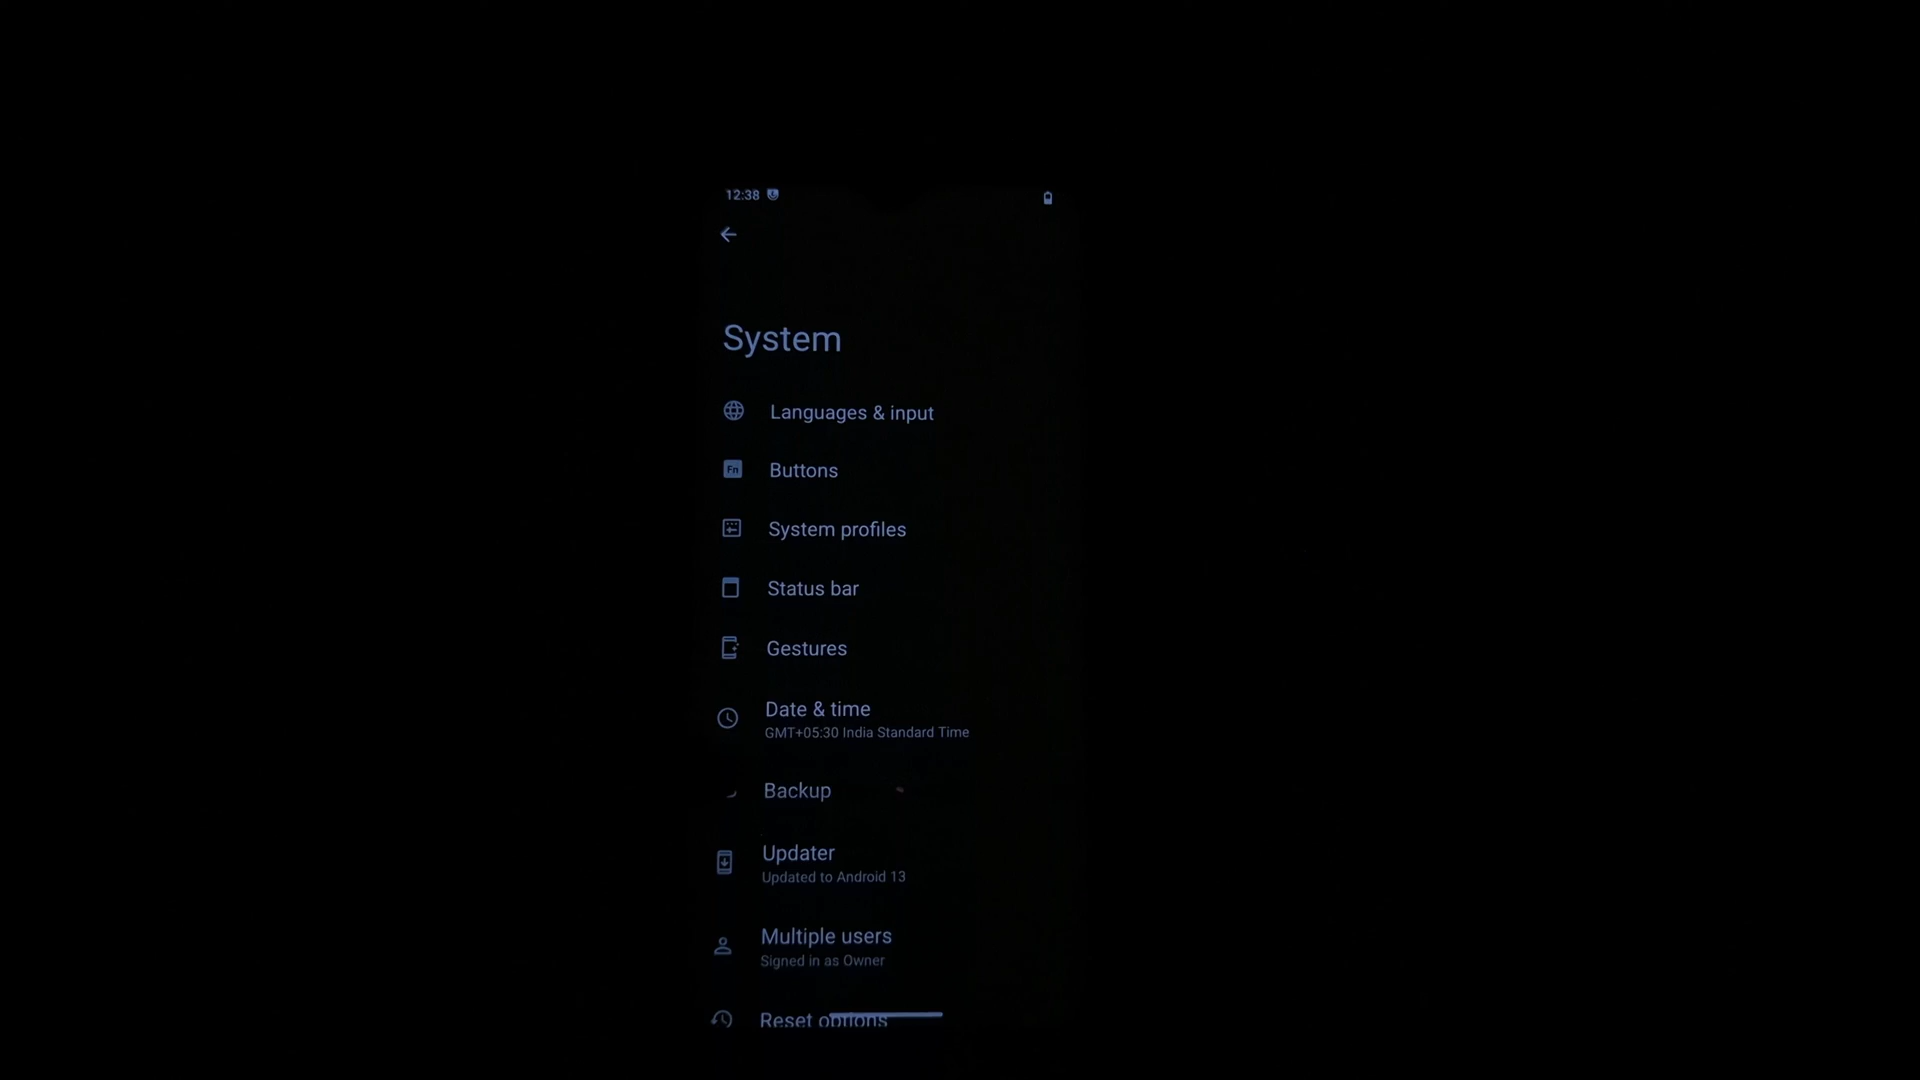 12:38
System
Languages & input
Fn
Buttons
System profiles
Status bar
Gestures
Date & time
GMT+05:30 India Standard Time
Backup
Updater
Updated to Android 13
Multiple users
Signed in as Owner
Reset options